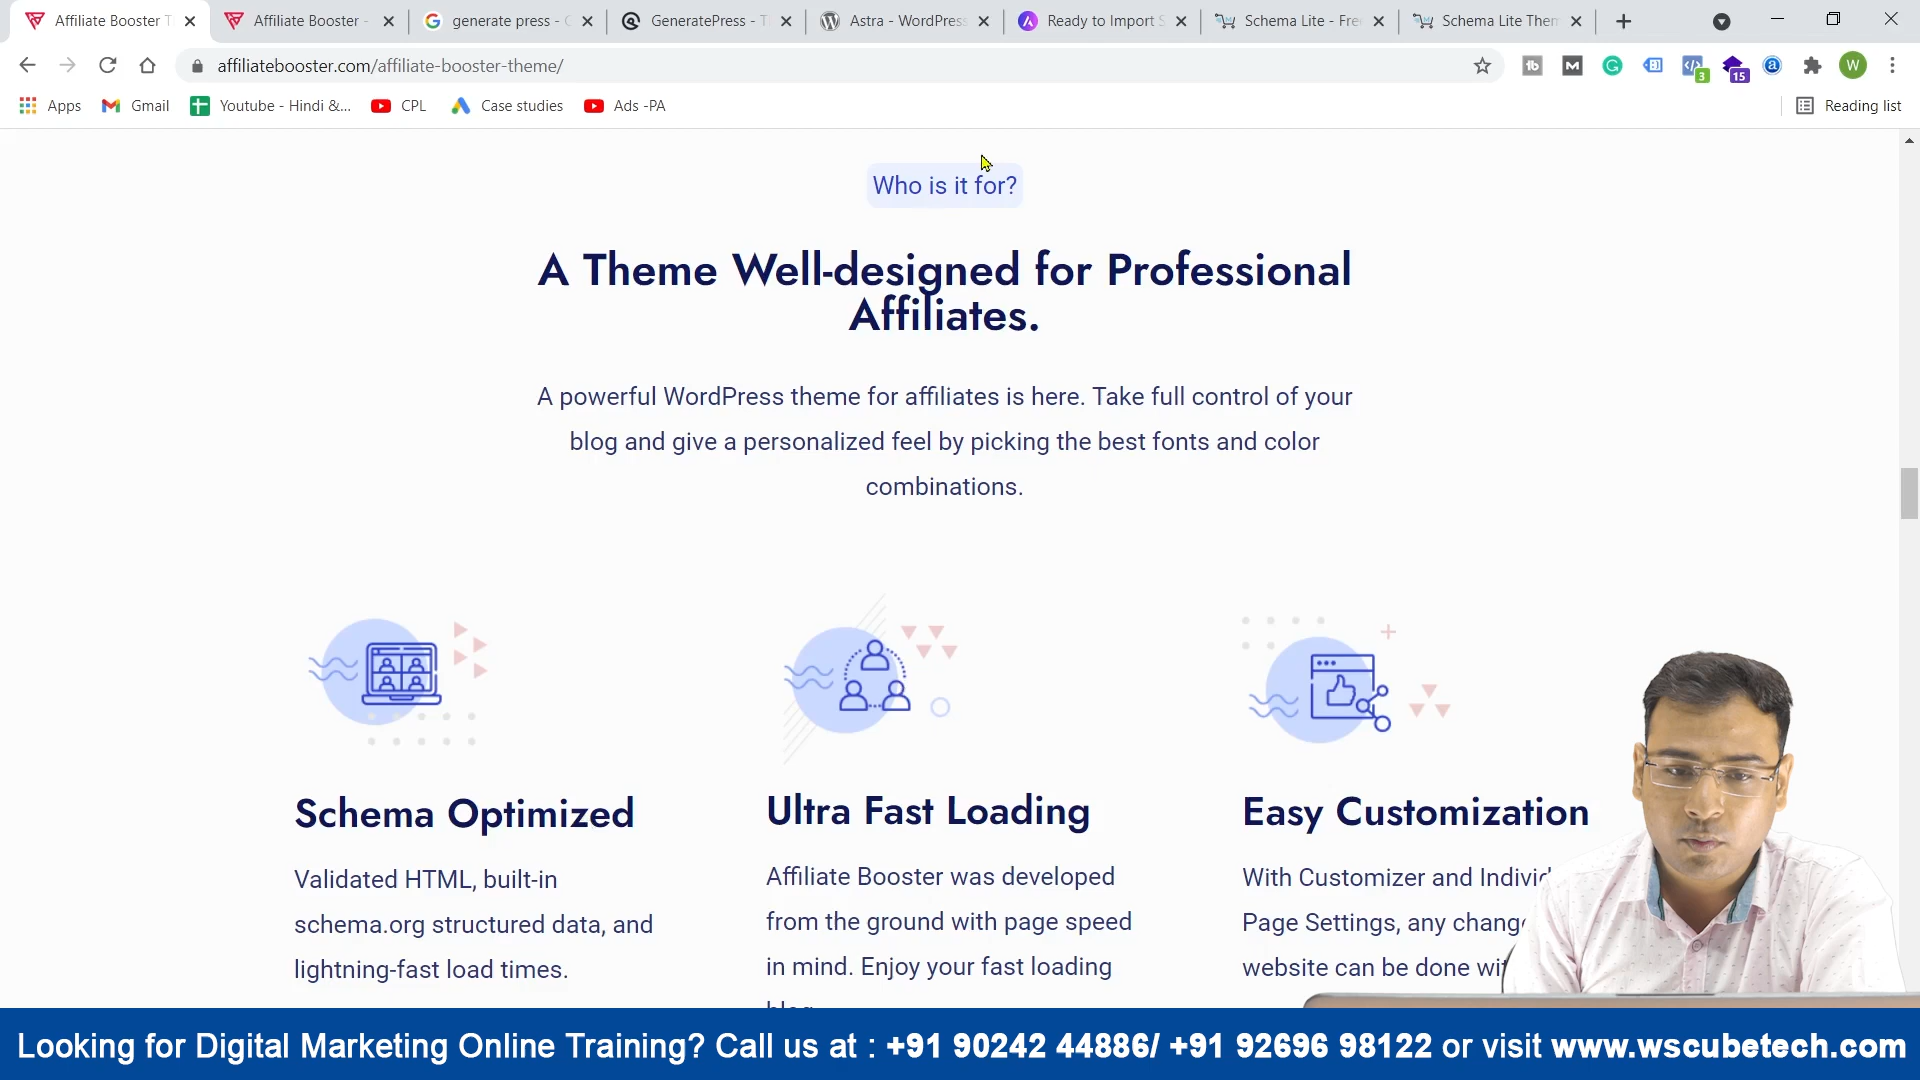 Affiliate Booster T
Affiliate Booster -
generate press - G
GeneratePress - T
Astra - WordPress
Ready to Import S
Schema Lite - Free
Schema Lite Them
affiliatebooster.com/affiliate-booster-theme/
3
15
W
Apps
Gmail
Youtube - Hindi &...
CPL
Case studies
Ads -PA
Reading list
Who is it for?
A Theme Well-designed for Professional
Affiliates.
A powerful WordPress theme for affiliates is here. Take full control of your
blog and give a personalized feel by picking the best fonts and color
combinations.
Schema Optimized
Validated HTML, built-in
schema.org structured data, and
lightning-fast load times.
Ultra Fast Loading
Affiliate Booster was developed
from the ground with page speed
in mind. Enjoy your fast loading
Easy Customization
With Customizer and Individ
Page Settings, any change
website can be done wit
Looking for Digital Marketing Online Training? Call us at : +91 90242 44886/ +91 92696 98122 or visit www.wscubetech.com